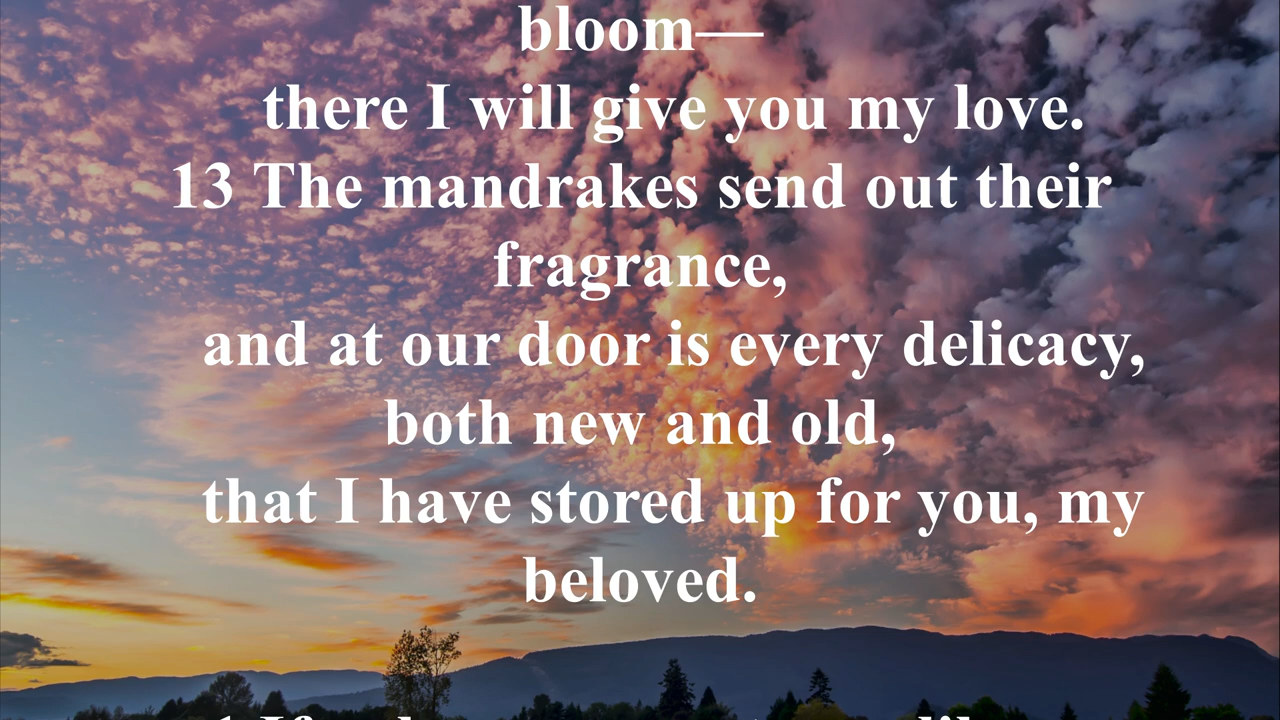 bloom—
there I will give you my love.
13 The mandrakes send out their
fragrance,
and at our door is every delicacy,
both new and old,
that I have stored up for you, my
beloved.